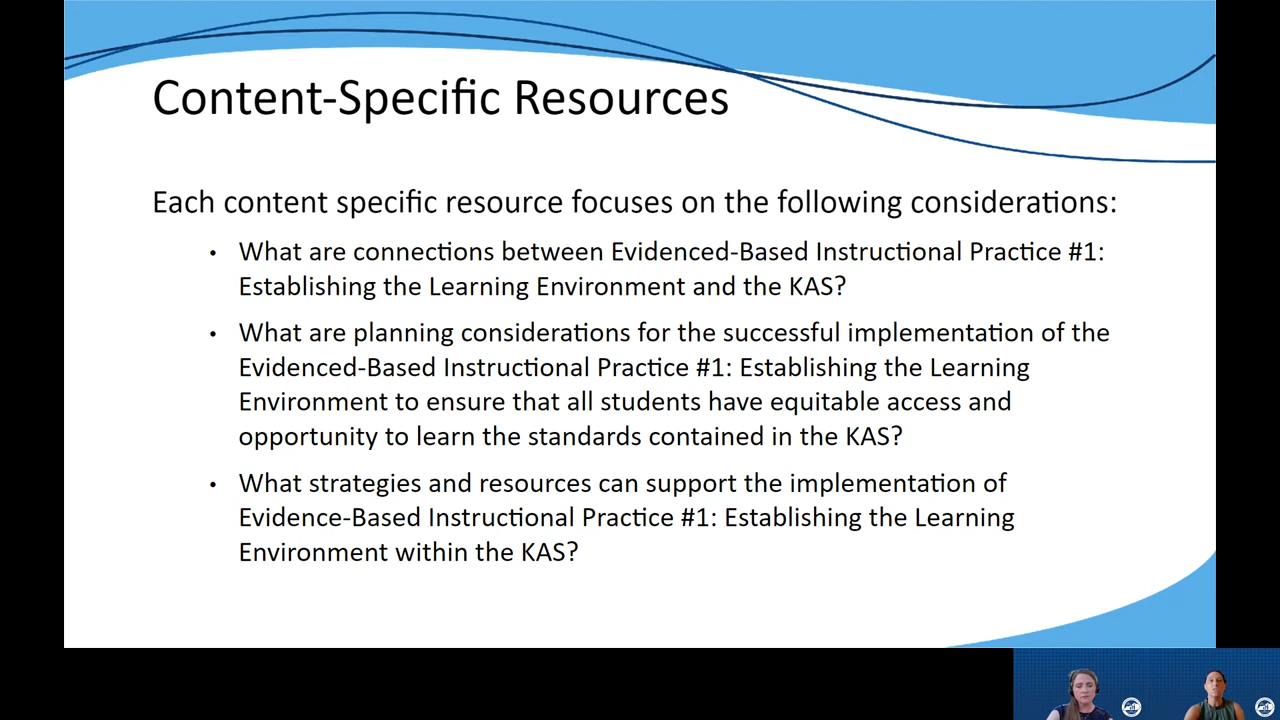 Content-Specific Resources
Each content specific resource focuses on the following considerations:
• What are connections between Evidenced-Based Instructional Practice #1:
Establishing the Learning Environment and the KAS?
• What are planning considerations for the successful implementation of the
Evidenced-Based Instructional Practice #1: Establishing the Learning
Environment to ensure that all students have equitable access and
opportunity to learn the standards contained in the KAS?
• What strategies and resources can support the implementation of
Evidence-Based Instructional Practice #1: Establishing the Learning
Environment within the KAS?